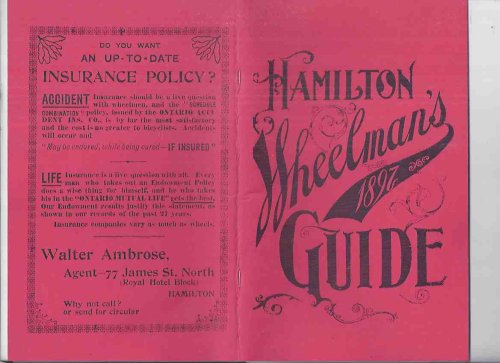 DO YOU WANT
AN UP-TO-DATE
INSURANCE POLICY?
ACCIDENT Insurance should be a live question
with wheelmen, and the "SCHEDULE
COMBINATION" policy, issued by the ONTARIO ACCI
DENT INS. CO., is by far the most satisfactory
and the cost is no greater to bicyclists. Accidents
will occur and
"May be endured, while being cured—IF INSURED"
LIFE Insurance is a live question with all. Every
man who takes out an Endowment Policy
does a wise thing for himself, and he who takes
his in the "ONTARIO MUTUAL LIFE" gets the best.
Our Endowment results justify this statement, as
shown in our records of the past 27 years.
Insurance companies vary as much as wheels.
Walter Ambrose,
Agent—77 James St. North
(Royal Hotel Block)
HAMILTON
Why not call?
or send for circular
HAMILTON
Wheelman's
1897
GUIDE